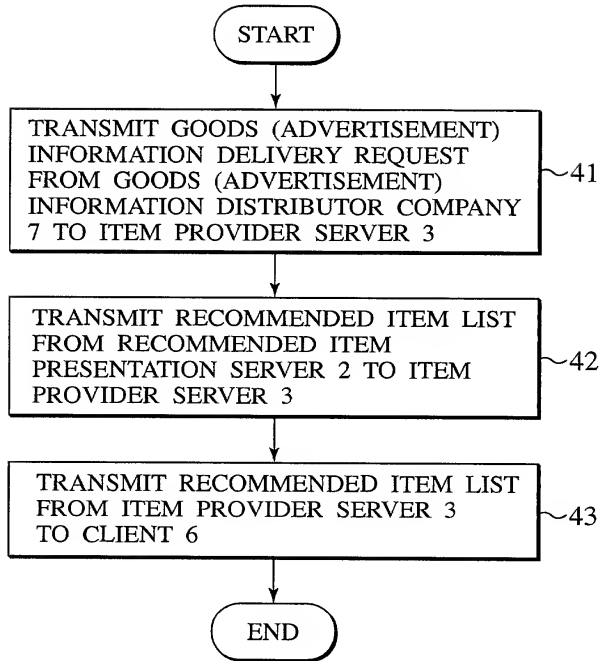 START
TRANSMIT GOODS (ADVERTISEMENT)
INFORMATION DELIVERY REQUEST
FROM GOODS (ADVERTISEMENT)
INFORMATION DISTRIBUTOR COMPANY
7 TO ITEM PROVIDER SERVER 3
41
TRANSMIT RECOMMENDED ITEM LIST
FROM RECOMMENDED ITEM
PRESENTATION SERVER 2 TO ITEM
PROVIDER SERVER 3
42
TRANSMIT RECOMMENDED ITEM LIST
FROM ITEM PROVIDER SERVER 3
TO CLIENT 6
43
END